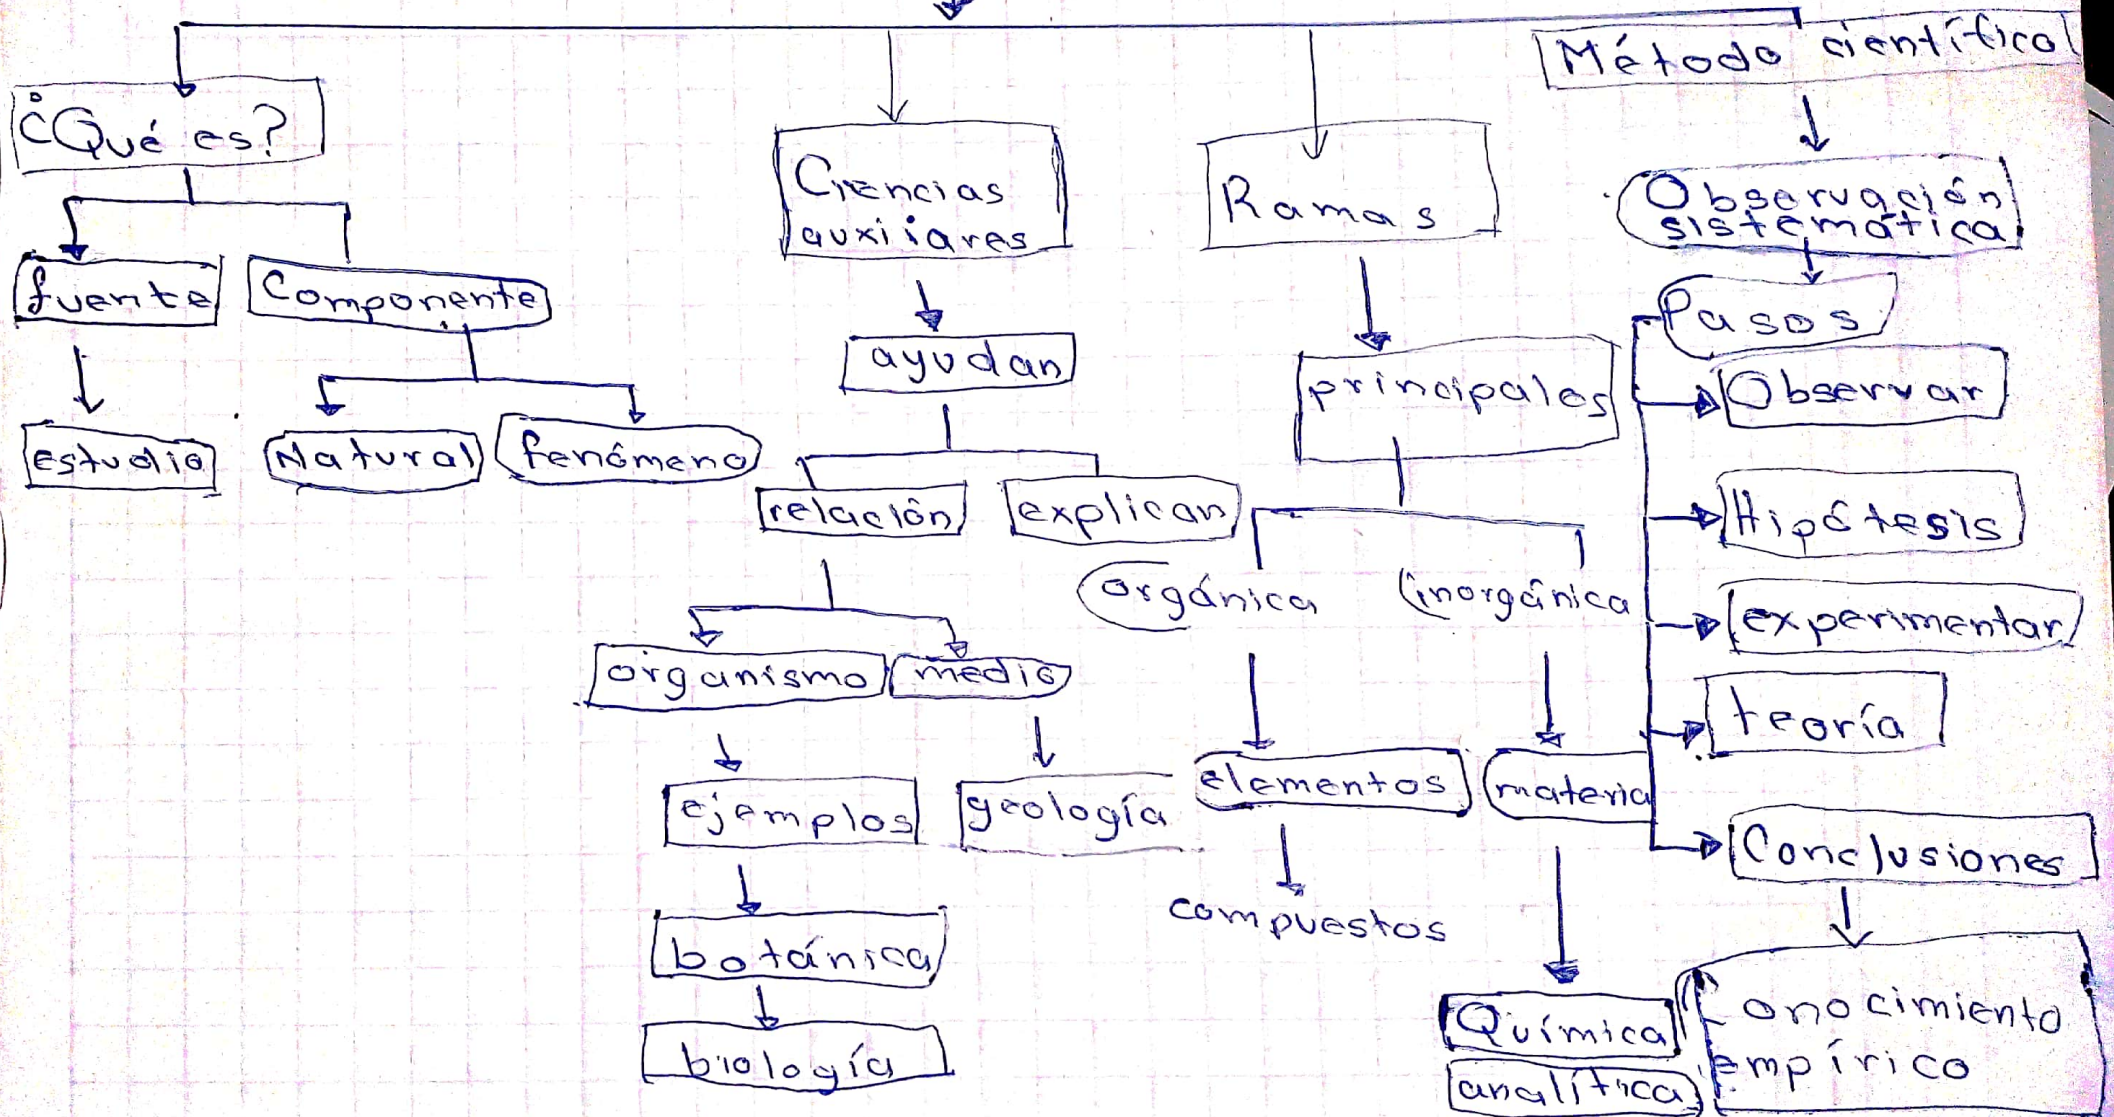 Método científico
¿Qué es?
Ciencias
auxiiares
Ramas
Observación
sistemática
fuente
Componente
ayudan
principales
Pasos
Observar
estudio
Natural
fenómeno
relación
explican
Hipótesis
orgánica
inorgánica
experimentar
organismo
medio
teoría
ejemplos
geología
elementos
materia
Conclusiones
botánica
compuestos
biología
Química
analítica
Conocimiento
empírico